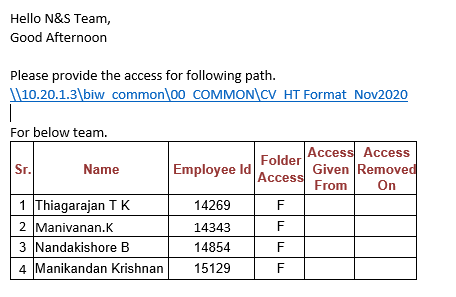 Hello N&S Team,
Good Afternoon
Please provide the access for following path.
\\10.20.1.3\biw_common\00_COMMON\CV_HT Format_Nov2020
For below team.
Sr. Name Employee Id Folder Access Access Given From Access Removed On
1 Thiagarajan T K 14269 F
2 Manivanan.K 14343 F
3 Nandakishore B 14854 F
4 Manikandan Krishnan 15129 F